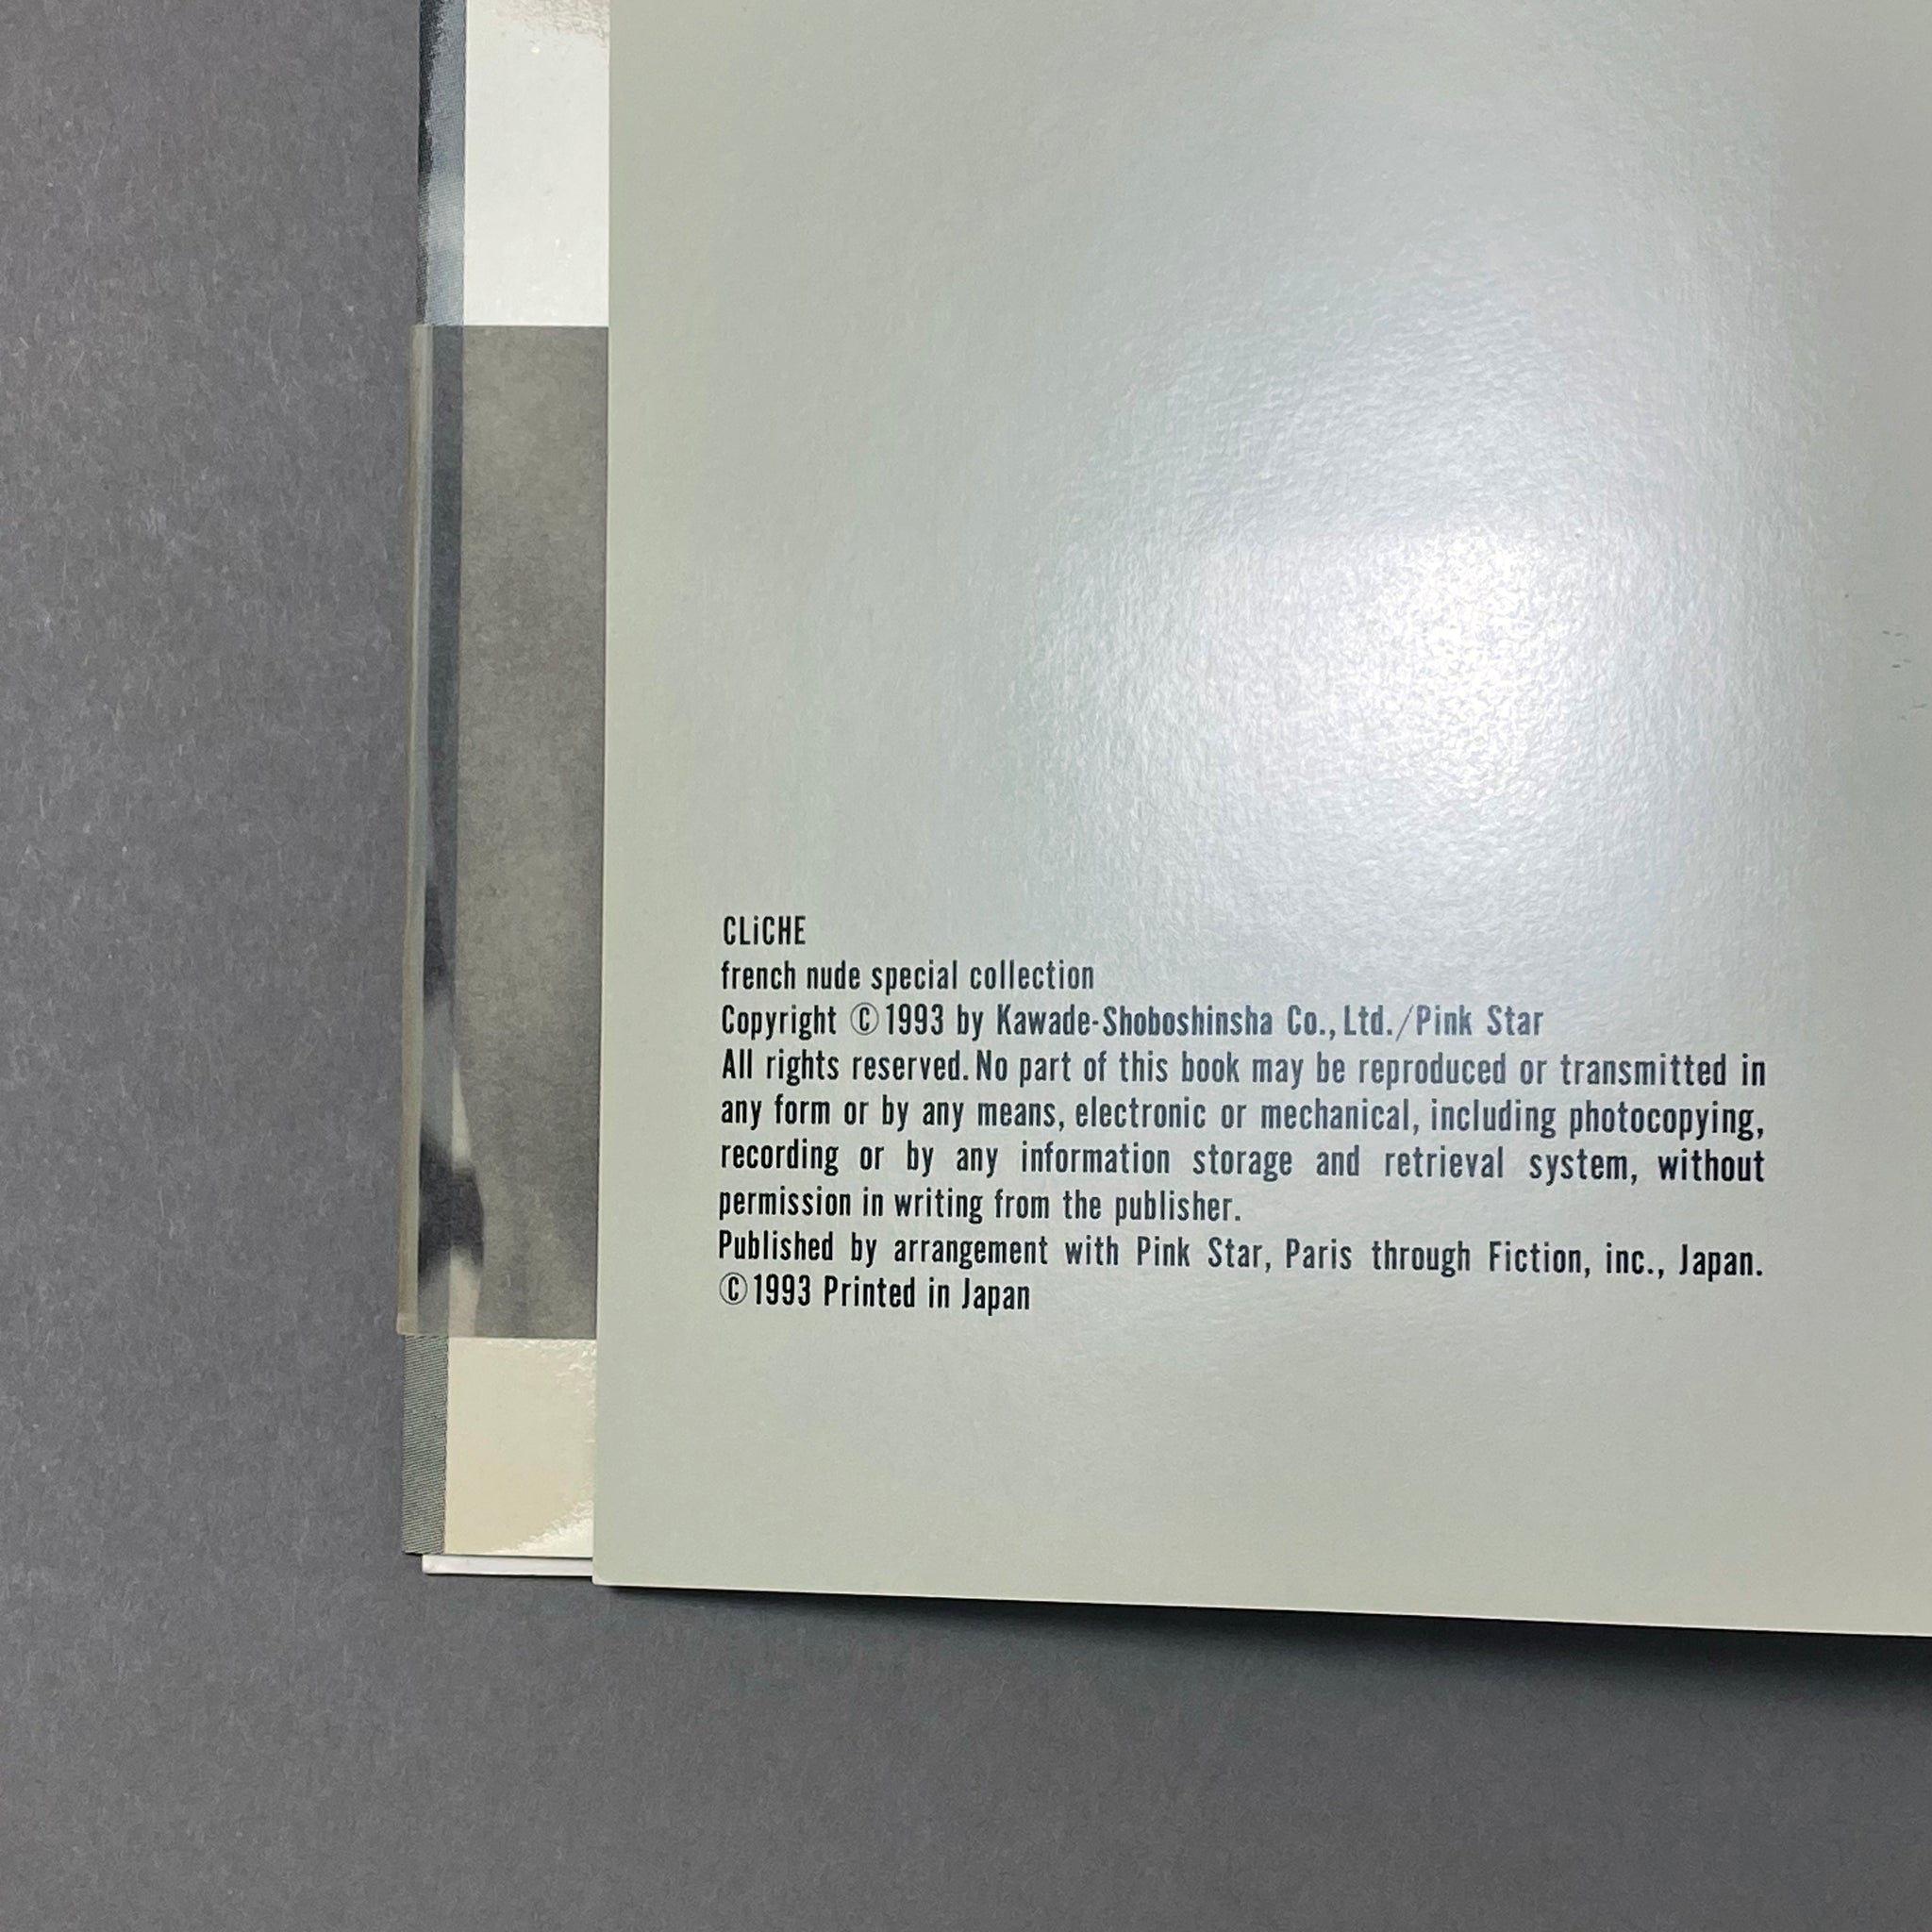 CLiCHE
french nude special collection
Copyright ©1993 by Kawade-Shoboshinsha Co., Ltd./Pink Star
All rights reserved. No part of this book may be reproduced or transmitted in
any form or by any means, electronic or mechanical, including photocopying,
recording or by any information storage and retrieval system, without
permission in writing from the publisher.
Published by arrangement with Pink Star, Paris through Fiction, inc., Japan.
©1993 Printed in Japan